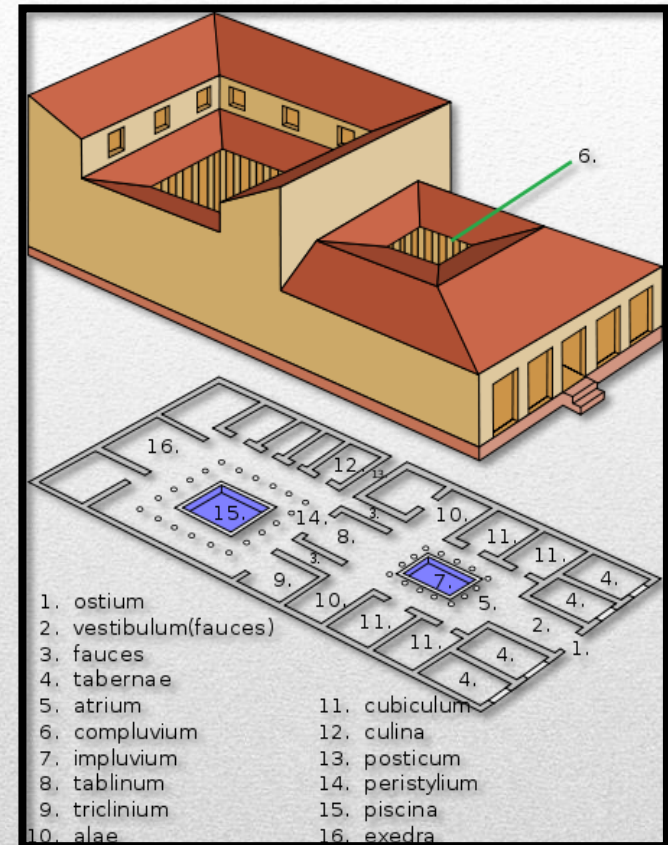 6.
16.
12.
13.
15.
14.
3.
10.
8.
11.
11.
3.
4.
9.
7.
5.
4.
10.
2.
11.
1.
11.
4.
4.
1. ostium
2. vestibulum(fauces)
3. fauces
4. tabernae
5. atrium
6. compluvium
7. impluvium
8. tablinum
9. triclinium
10. alae
11. cubiculum
12. culina
13. posticum
14. peristylium
15. piscina
16. exedra